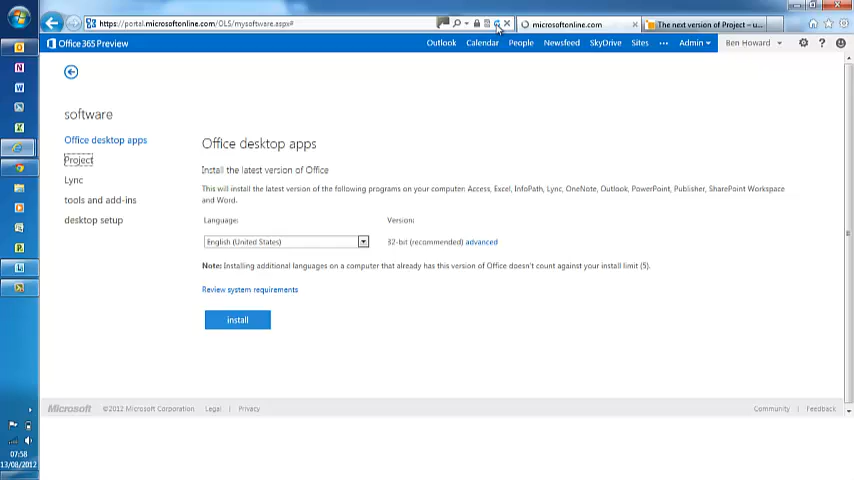 https://portal.microsoftonline.com/OLS/mysoftware.aspx#
microsoftonline.com
The next version of Project – u...
Office 365 Preview
Outlook Calendar People Newsfeed SkyDrive Sites ••• Admin Ben Howard ?
software
Office desktop apps
Project
Lync
tools and add-ins
desktop setup
Office desktop apps
Install the latest version of Office
This will install the latest version of the following programs on your computer: Access, Excel, InfoPath, Lync, OneNote, Outlook, PowerPoint, Publisher, SharePoint Workspace
and Word.
Language: Version:
English (United States) 32-bit (recommended) advanced
Note: Installing additional languages on a computer that already has this version of Office doesn't count against your install limit (5).
Review system requirements
install
Microsoft ©2012 Microsoft Corporation Legal | Privacy Community | Feedback
07:58
13/08/2012